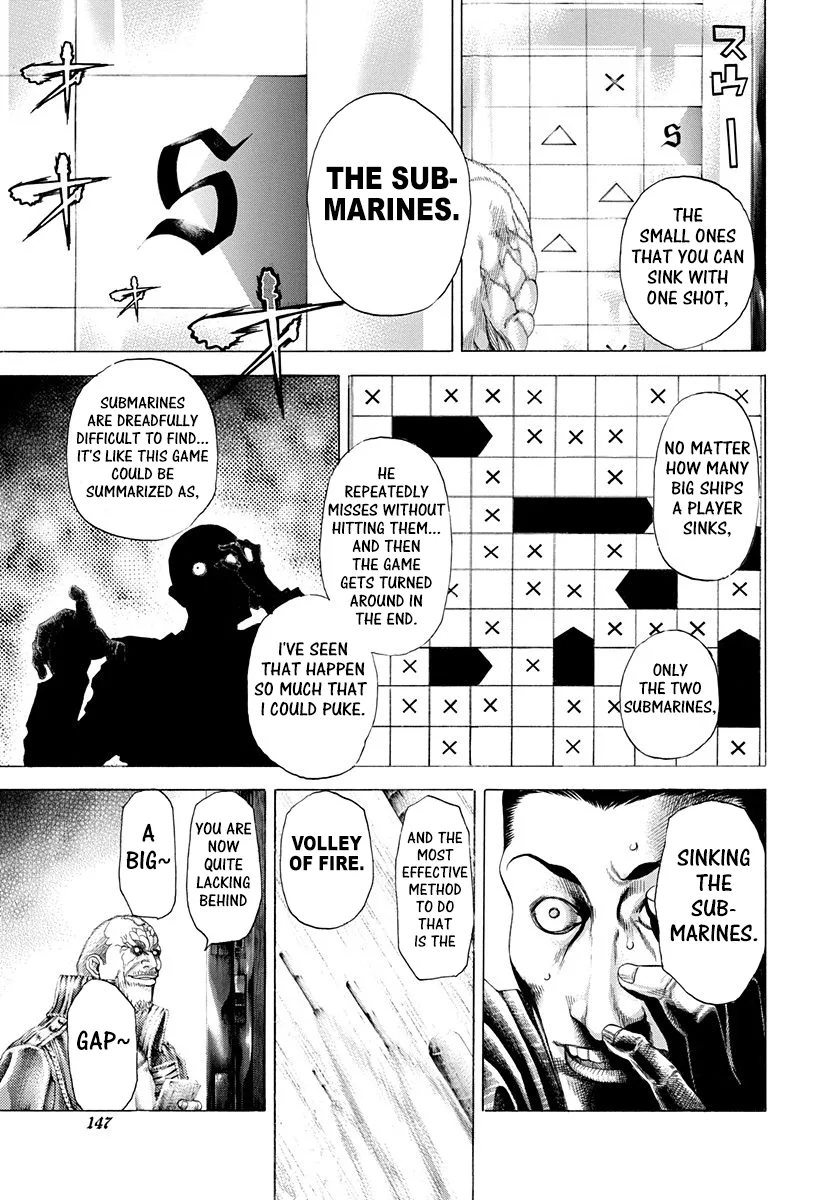 スウー
THE
SMALL ONES
THAT YOU CAN
SINK WITH
ONE SHOT,
S
THE SUB-
MARINES.
S
NO MATTER
HOW MANY
BIG SHIPS
A PLAYER
SINKS,
HE
REPEATEDLY
MISSES WITHOUT
HITTING THEM...
AND THEN
THE GAME
GETS TURNED
AROUND IN
THE END.
ONLY
THE TWO
SUBMARINES,
SUBMARINES
ARE DREADFULLY
DIFFICULT TO FIND...
IT'S LIKE THIS GAME
COULD BE
SUMMARIZED AS,
I'VE SEEN
THAT HAPPEN
SO MUCH THAT
I COULD PUKE.
SINKING
THE
SUB-
MARINES.
AND THE
MOST
EFFECTIVE
METHOD
TO DO
THAT
IS THE
VOLLEY
OF FIRE.
YOU ARE
NOW
QUITE
LACKING
BEHIND
A
BIG~
GAP~
147